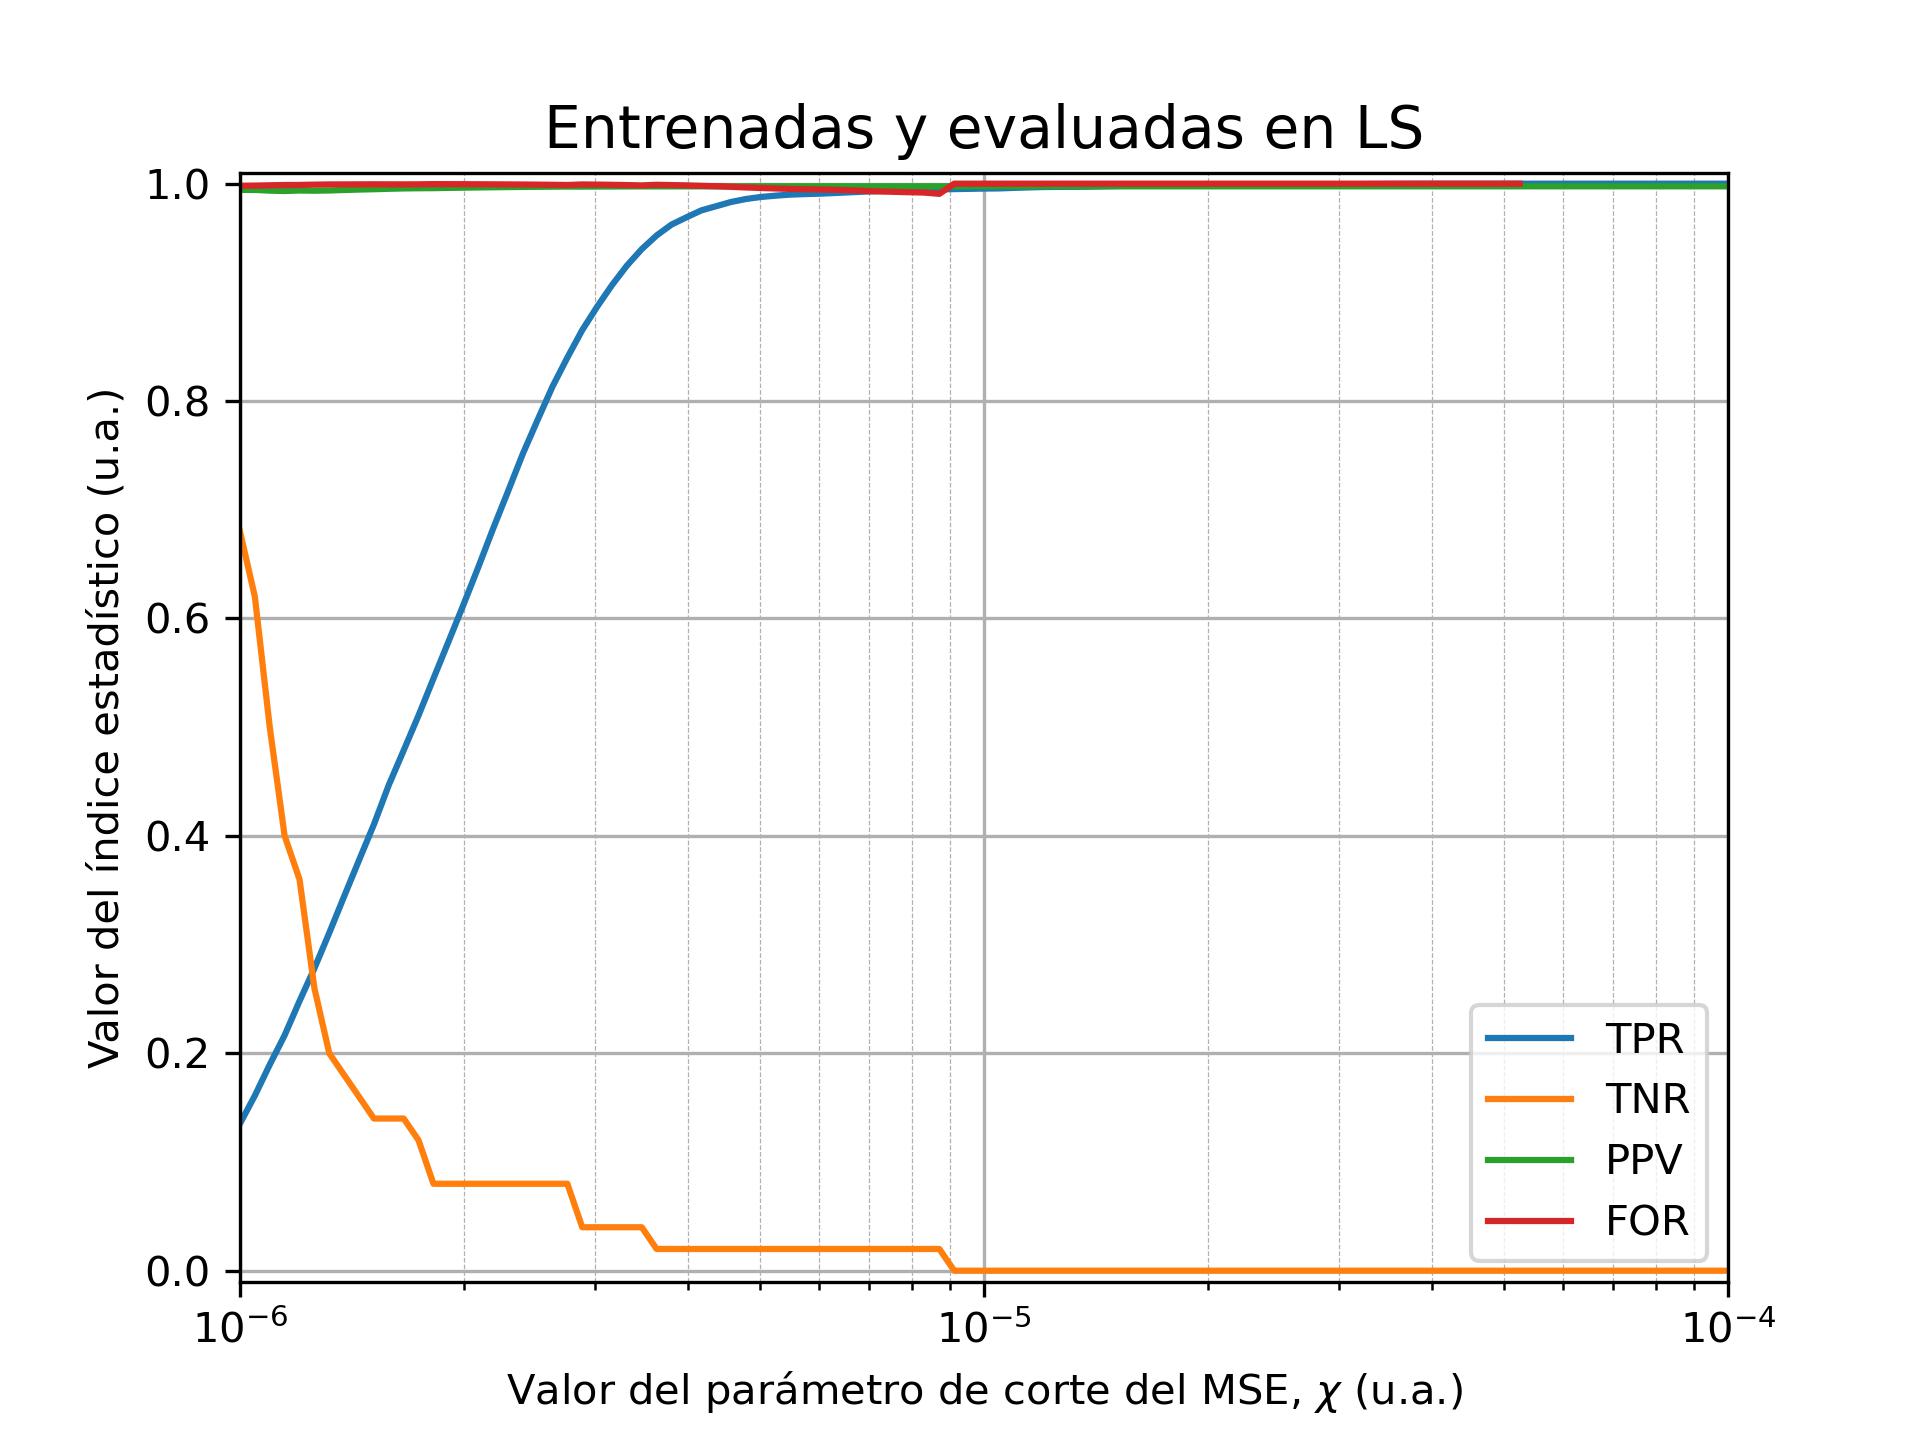 Entrenadas y evaluadas en LS
Valor del índice estadístico (u.a.)
1.0
0.8
0.6
0.4
0.2
0.0
10⁻⁶
10⁻⁵
10⁻⁴
Valor del parámetro de corte del MSE, χ (u.a.)
TPR
TNR
PPV
FOR